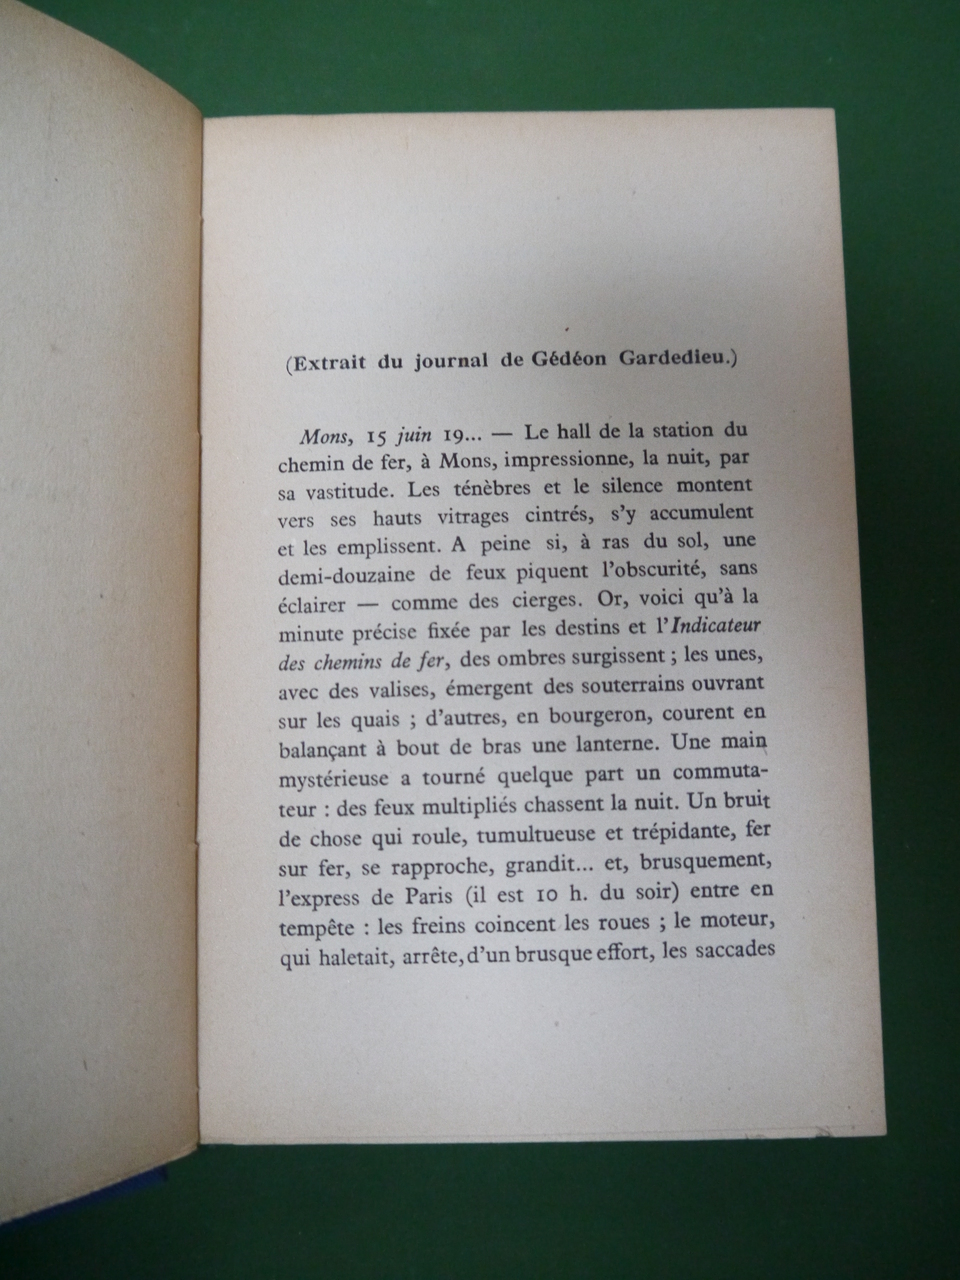 (Extrait du journal de Gédéon Gardedieu.)
Mons, 15 juin 19... — Le hall de la station du
chemin de fer, à Mons, impressionne, la nuit, par
sa vastitude. Les ténèbres et le silence montent
vers ses hauts vitrages cintrés, s'y accumulent
et les emplissent. A peine si, à ras du sol, une
demi-douzaine de feux piquent l'obscurité, sans
éclairer — comme des cierges. Or, voici qu'à la
minute précise fixée par les destins et l'Indicateur
des chemins de fer, des ombres surgissent ; les unes,
avec des valises, émergent des souterrains ouvrant
sur les quais ; d'autres, en bourgeron, courent en
balançant à bout de bras une lanterne. Une main
mystérieuse a tourné quelque part un commuta-
teur : des feux multipliés chassent la nuit. Un bruit
de chose qui roule, tumultueuse et trépidante, fer
sur fer, se rapproche, grandit... et, brusquement,
l'express de Paris (il est 10 h. du soir) entre en
tempête : les freins coincent les roues ; le moteur,
qui haletait, arrête, d'un brusque effort, les saccades